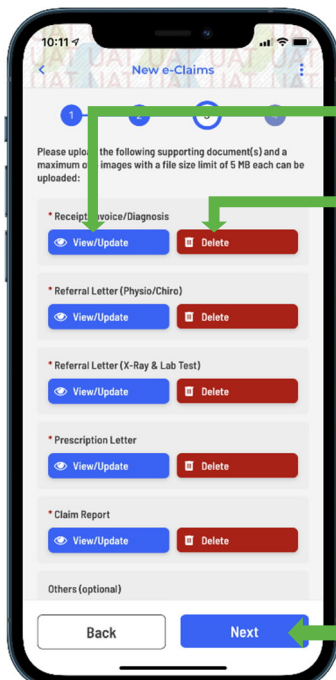 10:11
New e-Claims
1 2 3 4
Please upload the following supporting document(s) and a
maximum of images with a file size limit of 5 MB each can be
uploaded:
* Receipt/Invoice/Diagnosis
View/Update Delete
* Referral Letter (Physio/Chiro)
View/Update Delete
* Referral Letter (X-Ray & Lab Test)
View/Update Delete
* Prescription Letter
View/Update Delete
* Claim Report
View/Update Delete
Others (optional)
Back Next